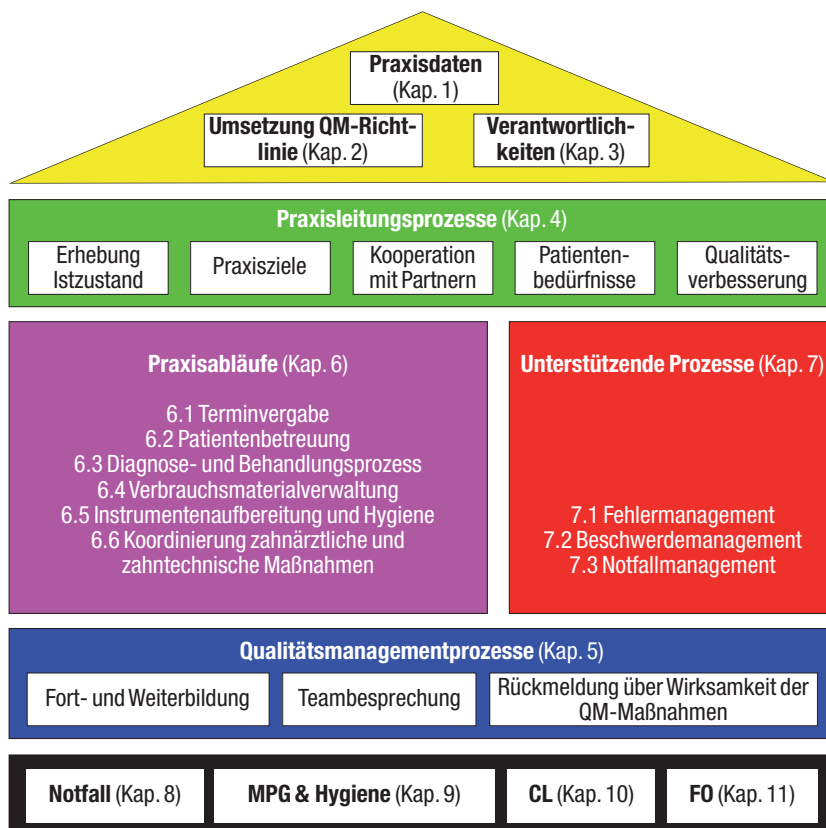 Praxisdaten
(Kap. 1)
Umsetzung QM-Richt-
linie (Kap. 2)
Verantwortlich-
keiten (Kap. 3)
Praxisleitungsprozesse (Kap. 4)
Erhebung
Istzustand
Praxisziele
Kooperation
mit Partnern
Patienten-
bedürfnisse
Qualitäts-
verbesserung
Praxisabläufe (Kap. 6)
6.1 Terminvergabe
6.2 Patientenbetreuung
6.3 Diagnose- und Behandlungsprozess
6.4 Verbrauchsmaterialverwaltung
6.5 Instrumentenaufbereitung und Hygiene
6.6 Koordinierung zahnärztliche und
zahntechnische Maßnahmen
Unterstützende Prozesse (Kap. 7)
7.1 Fehlermanagement
7.2 Beschwerdemanagement
7.3 Notfallmanagement
Qualitätsmanagementprozesse (Kap. 5)
Fort- und Weiterbildung
Teambesprechung
Rückmeldung über Wirksamkeit der
QM-Maßnahmen
Notfall (Kap. 8)
MPG & Hygiene (Kap. 9)
CL (Kap. 10)
FO (Kap. 11)